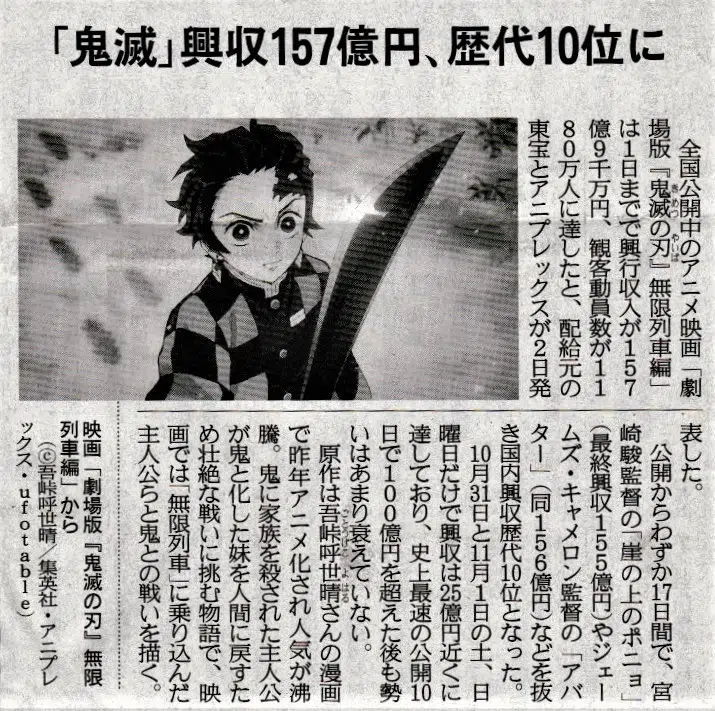 「鬼滅」興収157億円、歴代10位に
全国公開中のアニメ映画「劇
場版『鬼滅の刃』無限列車編」
きめつ やいば
は1日までで興行収入が157
億9千万円、観客動員数が11
80万人に達したと、配給元の
東宝とアニプレックスが2日発
表した。
公開からわずか17日間で、宮
崎駿監督の「崖の上のポニョ」
(最終興収155億円)やジェー
ムズ・キャメロン監督の「アバ
ター」(同156億円)などを抜
き国内興収歴代10位となった。
10月31日と11月1日の土、日
曜日だけで興収は25億円近くに
達しており、史上最速の公開10
日で100億円を超えた後も勢
いはあまり衰えていない。
原作は吾峠呼世晴さんの漫画
ごとうげこよはる
で昨年アニメ化され人気が沸
騰。鬼に家族を殺された主人公
が鬼と化した妹を人間に戻すた
め壮絶な戦いに挑む物語で、映
画では「無限列車」に乗り込んだ
主人公らと鬼との戦いを描く。
映画「劇場版『鬼滅の刃』無限
列車編」から
(©吾峠呼世晴/集英社・アニプレ
ックス・ufotable)